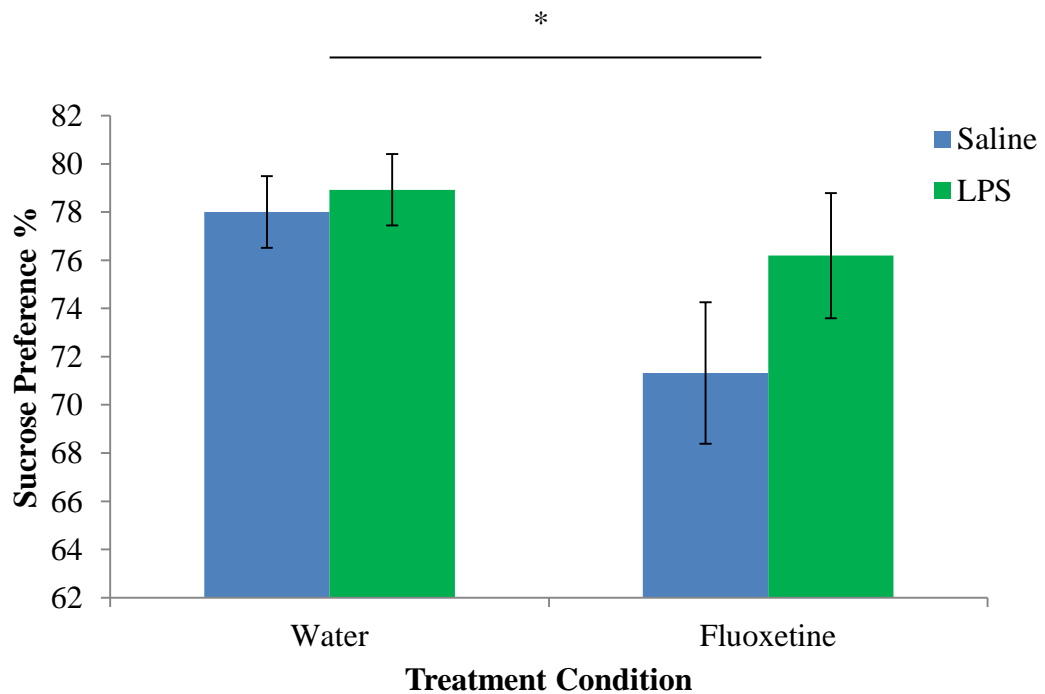 *
82
80
78
76
74
72
70
68
66
64
62
Sucrose Preference %
Saline
LPS
Water
Fluoxetine
Treatment Condition